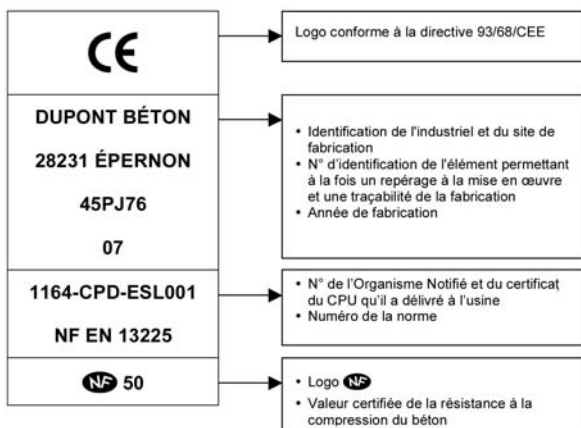 CE
Logo conforme à la directive 93/68/CEE
DUPONT BÉTON
28231 ÉPERNON
45PJ76
07
• Identification de l'industriel et du site de
fabrication
• N° d'identification de l'élément permettant
à la fois un repérage à la mise en œuvre
et une traçabilité de la fabrication
• Année de fabrication
1164-CPD-ESL001
NF EN 13225
• N° de l'Organisme Notifié et du certificat
du CPU qu'il a délivré à l'usine
• Numéro de la norme
NF 50
• Logo NF
• Valeur certifiée de la résistance à la
compression du béton